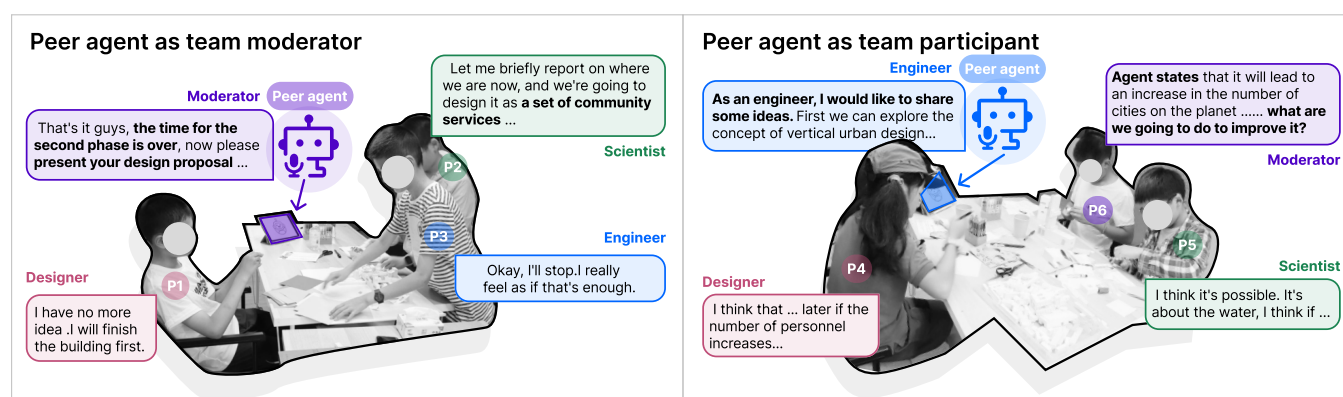 Peer agent as team moderator
Let me briefly report on where
we are now, and we're going to
design it as a set of community
services ...
Scientist
Moderator
Peer agent
That's it guys, the time for the
second phase is over, now please
present your design proposal ...
P2
P3
Engineer
Okay, I'll stop.I really
feel as if that's enough.
Designer
P1
I have no more
idea .I will finish
the building first.
Peer agent as team participant
Engineer
Peer agent
As an engineer, I would like to share
some ideas. First we can explore the
concept of vertical urban design...
Agent states that it will lead to
an increase in the number of
cities on the planet ...... what are
we going to do to improve it?
Moderator
P6
P5
P4
Designer
I think that ... later if the
number of personnel
increases...
Scientist
I think it's possible. It's
about the water, I think if ...